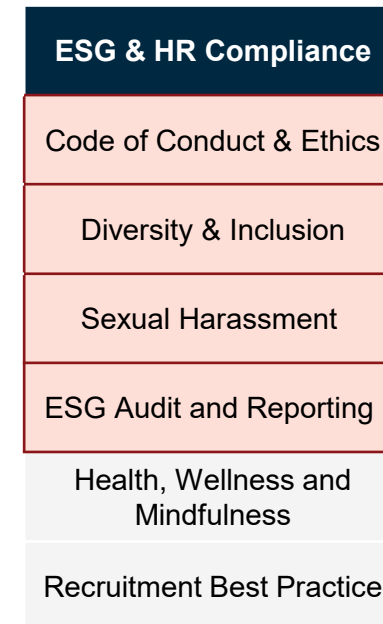 ESG & HR Compliance
Code of Conduct & Ethics
Diversity & Inclusion
Sexual Harassment
ESG Audit and Reporting
Health, Wellness and
Mindfulness
Recruitment Best Practice